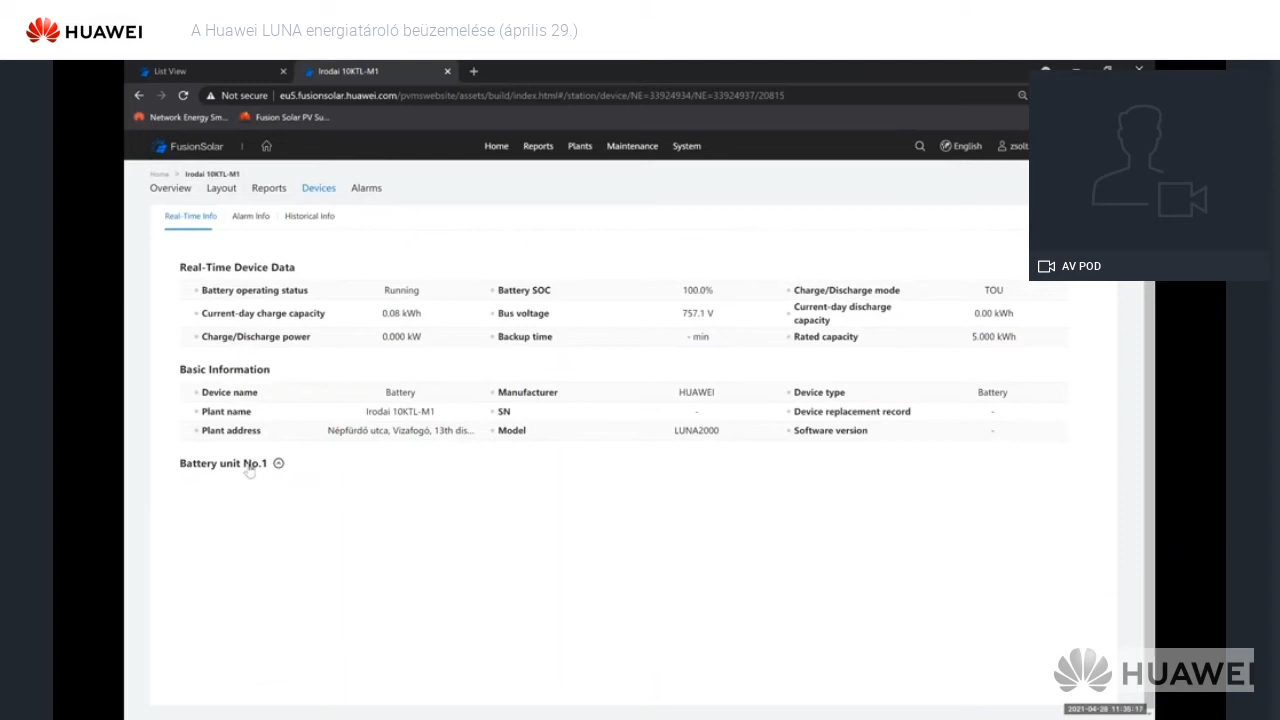 HUAWEI
A Huawei LUNA energiatároló beüzemelése (április 29.)
List View
Irodai 10KTL-M1
Not secure
eu5.fusionsolar.huawei.com/pvmswebsite/assets/build/index.html#/station/device/NE=33924934/NE=33924937/20815
Network Energy Sm...
Fusion Solar PV Su...
FusionSolar
Home Reports Plants Maintenance System
English
zsolt
Home > Irodai 10KTL-M1
Overview Layout Reports Devices Alarms
Real-Time Info Alarm Info Historical Info
AV POD
Real-Time Device Data
Battery operating status Running Battery SOC 100.0% Charge/Discharge mode TOU
Current-day charge capacity 0.08 kWh Bus voltage 757.1 V Current-day discharge capacity 0.00 kWh
Charge/Discharge power 0.000 kW Backup time - min Rated capacity 5.000 kWh
Basic Information
Device name Battery Manufacturer HUAWEI Device type Battery
Plant name Irodai 10KTL-M1 SN - Device replacement record -
Plant address Népfürdő utca, Vizafogó, 13th dis... Model LUNA2000 Software version -
Battery unit No.1
HUAWEI
2021-04-28 11:35:17